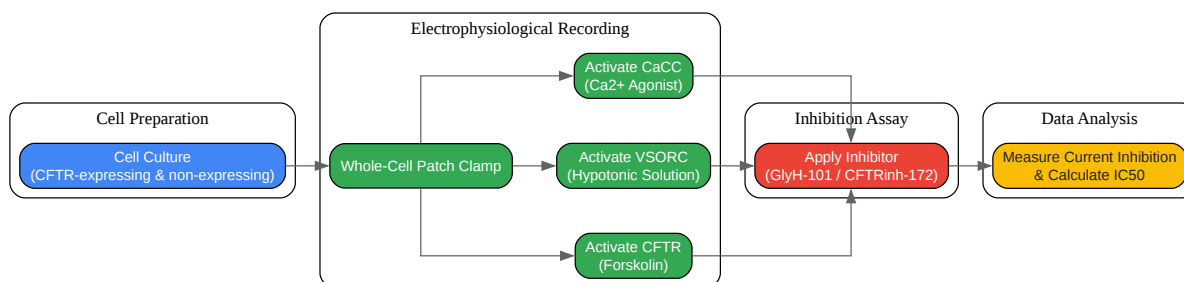 Electrophysiological Recording
Activate CaCC
(Ca2+ Agonist)
Cell Preparation
Inhibition Assay
Data Analysis
Cell Culture
(CFTR-expressing & non-expressing)
Whole-Cell Patch Clamp
Activate VSORC
(Hypotonic Solution)
Apply Inhibitor
(GlyH-101 / CFTRinh-172)
Measure Current Inhibition
& Calculate IC50
Activate CFTR
(Forskolin)